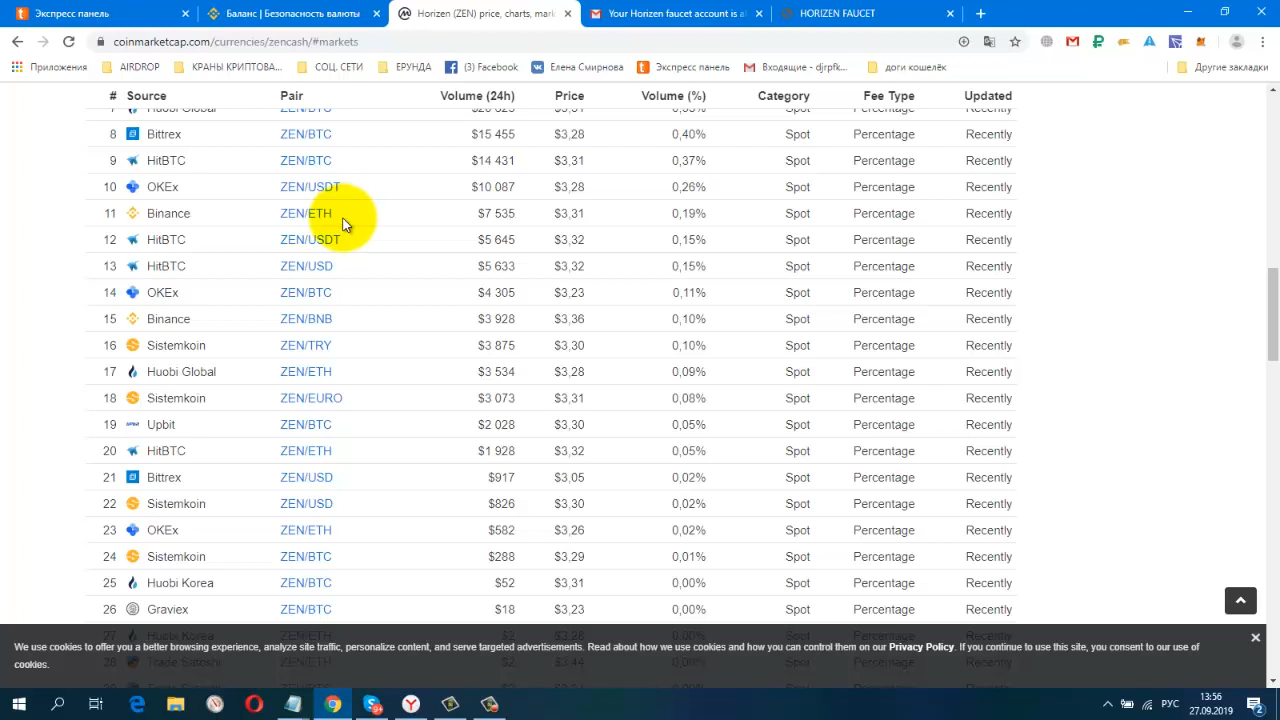 Экспресс панель
Баланс | Безопасность валюты
Horizen (ZEN) price, charts, mark
Your Horizen faucet account is al
HORIZEN FAUCET
coinmarketcap.com/currencies/zencash/#markets
Приложения
AIRDROP
КРАНЫ КРИПТОВА...
СОЦ. СЕТИ
ЕРУНДА
(3) Facebook
Елена Смирнова
Экспресс панель
Входящие - djrpfk...
доги кошелёк
Другие закладки
# Source Pair Volume (24h) Price Volume (%) Category Fee Type Updated
8 Bittrex ZEN/BTC $15 455 $3,28 0,40% Spot Percentage Recently
9 HitBTC ZEN/BTC $14 431 $3,31 0,37% Spot Percentage Recently
10 OKEx ZEN/USDT $10 087 $3,28 0,26% Spot Percentage Recently
11 Binance ZEN/ETH $7 535 $3,31 0,19% Spot Percentage Recently
12 HitBTC ZEN/USDT $5 645 $3,32 0,15% Spot Percentage Recently
13 HitBTC ZEN/USD $5 633 $3,32 0,15% Spot Percentage Recently
14 OKEx ZEN/BTC $4 305 $3,23 0,11% Spot Percentage Recently
15 Binance ZEN/BNB $3 928 $3,36 0,10% Spot Percentage Recently
16 Sistemkoin ZEN/TRY $3 875 $3,30 0,10% Spot Percentage Recently
17 Huobi Global ZEN/ETH $3 534 $3,28 0,09% Spot Percentage Recently
18 Sistemkoin ZEN/EURO $3 073 $3,31 0,08% Spot Percentage Recently
19 Upbit ZEN/BTC $2 028 $3,30 0,05% Spot Percentage Recently
20 HitBTC ZEN/ETH $1 928 $3,32 0,05% Spot Percentage Recently
21 Bittrex ZEN/USD $917 $3,05 0,02% Spot Percentage Recently
22 Sistemkoin ZEN/USD $826 $3,30 0,02% Spot Percentage Recently
23 OKEx ZEN/ETH $582 $3,26 0,02% Spot Percentage Recently
24 Sistemkoin ZEN/BTC $288 $3,29 0,01% Spot Percentage Recently
25 Huobi Korea ZEN/BTC $52 $3,31 0,00% Spot Percentage Recently
26 Graviex ZEN/BTC $18 $3,23 0,00% Spot Percentage Recently
We use cookies to offer you a better browsing experience, analyze site traffic, personalize content, and serve targeted advertisements. Read about how we use cookies and how you can control them on our Privacy Policy. If you continue to use this site, you consent to our use of
cookies.
РУС
13:56
27.09.2019